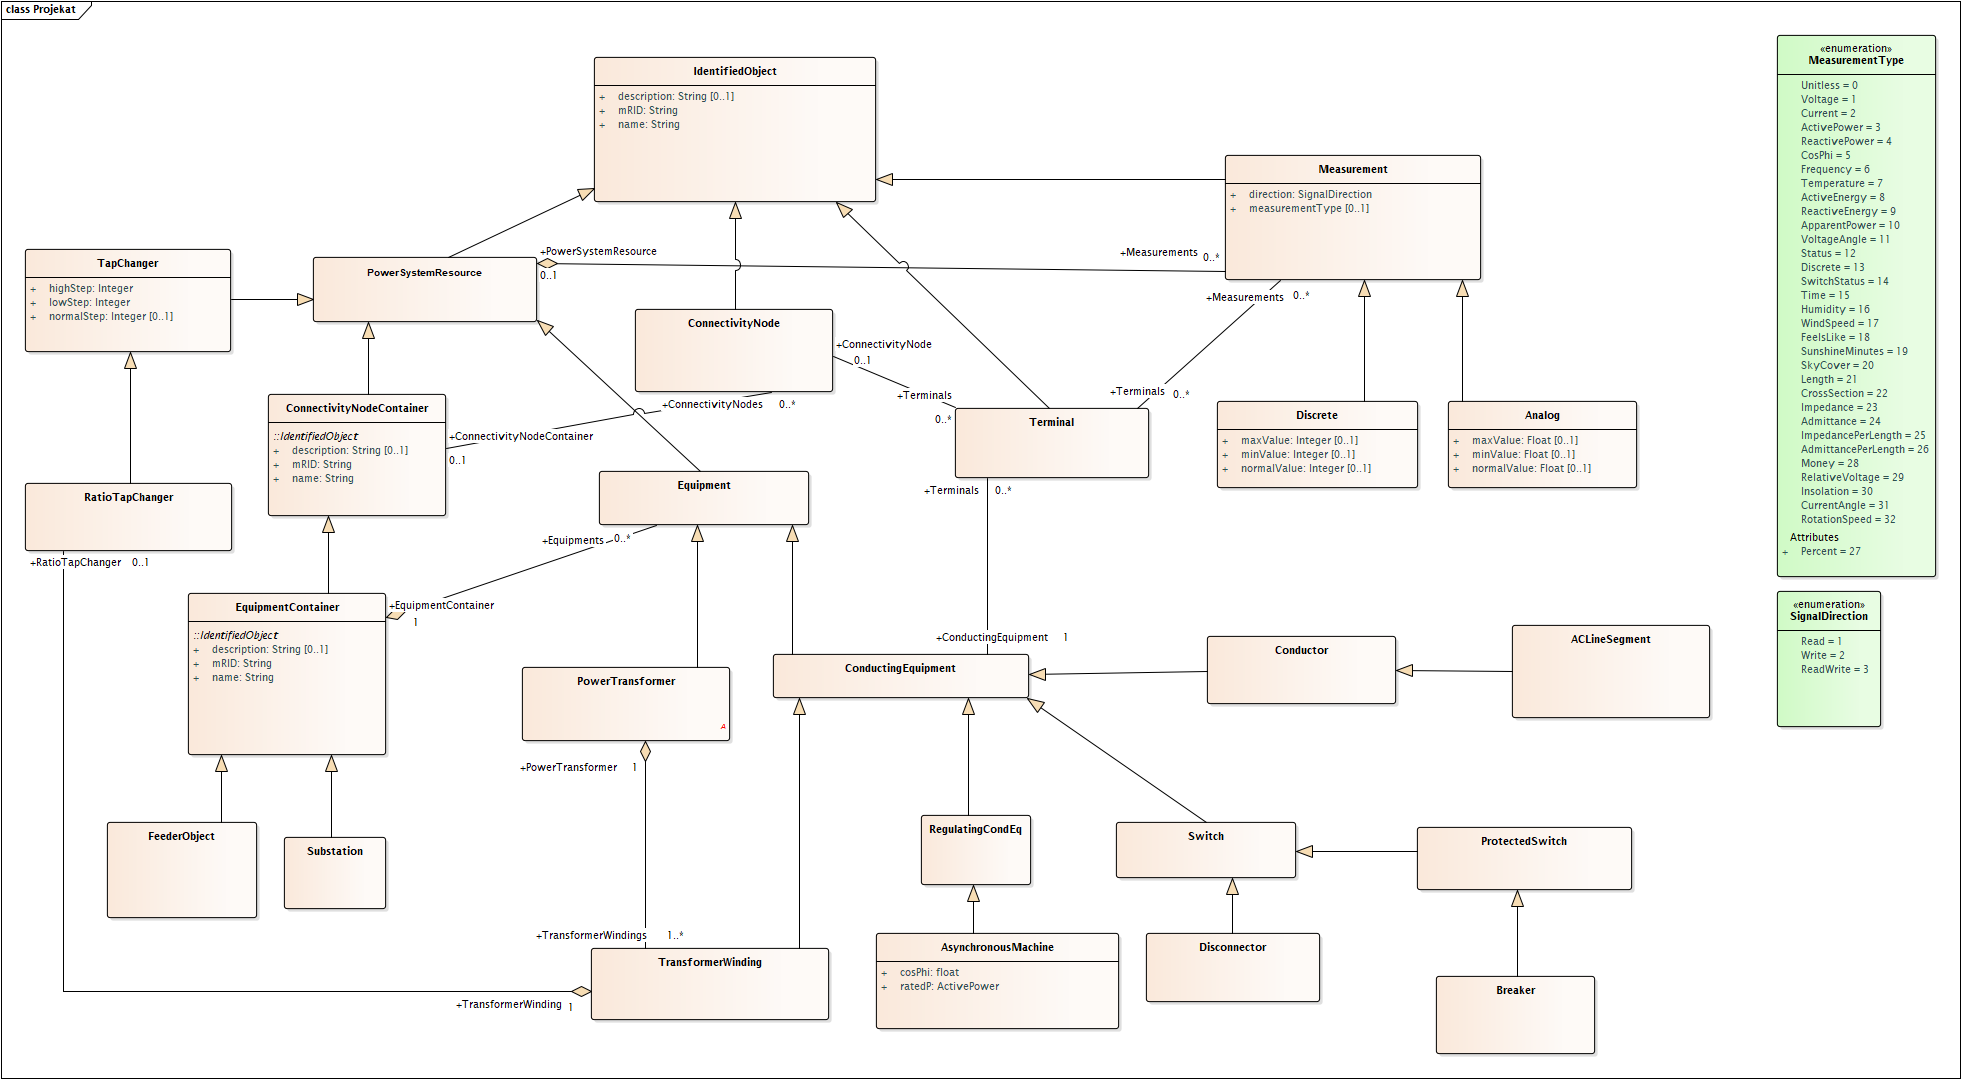 class Projekat
IdentifiedObject
+ description: String [0..1]
+ mRID: String
+ name: String
Measurement
+ direction: SignalDirection
+ measurementType [0..1]
+PowerSystemResource
0..1
+Measurements
0..*
TapChanger
+ highStep: Integer
+ lowStep: Integer
+ normalStep: Integer [0..1]
PowerSystemResource
+Measurements 0..*
ConnectivityNode
+ConnectivityNode
0..1
+Terminals
0..*
+Terminals 0..*
+ConnectivityNodes 0..*
ConnectivityNodeContainer
::IdentifiedObject
+ description: String [0..1]
+ mRID: String
+ name: String
+ConnectivityNodeContainer
0..1
Terminal
Discrete
+ maxValue: Integer [0..1]
+ minValue: Integer [0..1]
+ normalValue: Integer [0..1]
Analog
+ maxValue: Float [0..1]
+ minValue: Float [0..1]
+ normalValue: Float [0..1]
RatioTapChanger
Equipment
+Terminals 0..*
+Equipments 0..*
+RatioTapChanger 0..1
EquipmentContainer
::IdentifiedObject
+ description: String [0..1]
+ mRID: String
+ name: String
+EquipmentContainer
1
+ConductingEquipment 1
ConductingEquipment
Conductor
ACLineSegment
PowerTransformer
A
+PowerTransformer 1
FeederObject
Substation
RegulatingCondEq
Switch
ProtectedSwitch
+TransformerWindings 1..*
TransformerWinding
+TransformerWinding 1
AsynchronousMachine
+ cosPhi: float
+ ratedP: ActivePower
Disconnector
Breaker
«enumeration»
MeasurementType
Unitless = 0
Voltage = 1
Current = 2
ActivePower = 3
ReactivePower = 4
CosPhi = 5
Frequency = 6
Temperature = 7
ActiveEnergy = 8
ReactiveEnergy = 9
ApparentPower = 10
VoltageAngle = 11
Status = 12
Discrete = 13
SwitchStatus = 14
Time = 15
Humidity = 16
WindSpeed = 17
FeelsLike = 18
SunshineMinutes = 19
SkyCover = 20
Length = 21
CrossSection = 22
Impedance = 23
Admittance = 24
ImpedancePerLength = 25
AdmittancePerLength = 26
Money = 28
RelativeVoltage = 29
Insolation = 30
CurrentAngle = 31
RotationSpeed = 32
Attributes
+ Percent = 27
«enumeration»
SignalDirection
Read = 1
Write = 2
ReadWrite = 3